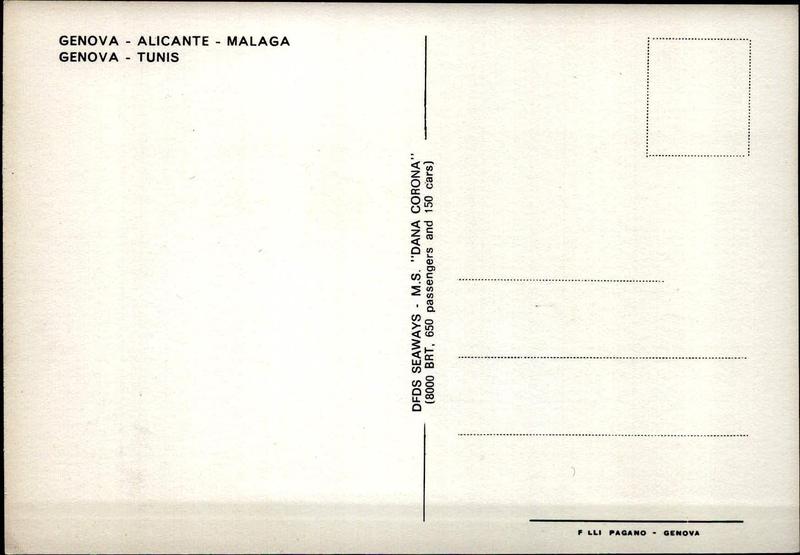 GENOVA - ALICANTE - MALAGA
GENOVA - TUNIS
DFDS SEAWAYS - M.S. "DANA CORONA"
(8000 BRT, 650 passengers and 150 cars)
F LLI PAGANO - GENOVA